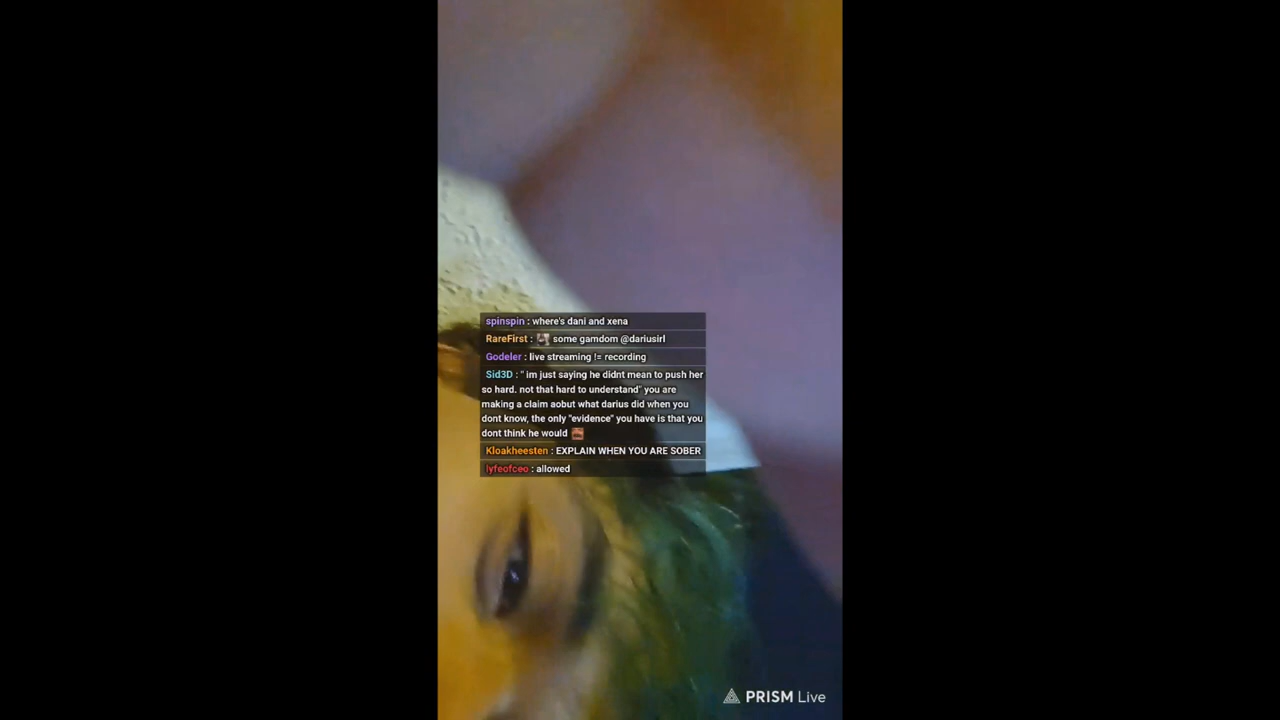 spinspin : where's dani and xena
RareFirst : some gamdom @dariusirl
Godeler : live streaming != recording
Sid3D : " im just saying he didnt mean to push her
so hard. not that hard to understand" you are
making a claim aobut what darius did when you
dont know, the only "evidence" you have is that you
dont think he would
Kloakheesten : EXPLAIN WHEN YOU ARE SOBER
lyfeofceo : allowed
PRISM Live